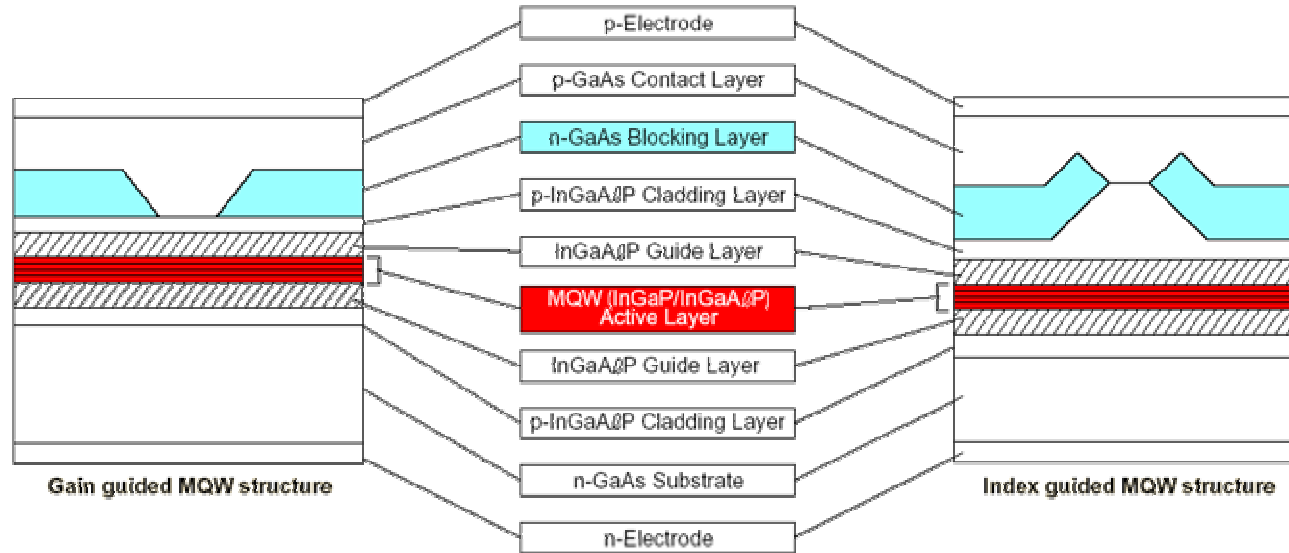 p-Electrode
p-GaAs Contact Layer
n-GaAs Blocking Layer
p-InGaAℓP Cladding Layer
InGaAℓP Guide Layer
MQW (InGaP/InGaAℓP)
Active Layer
InGaAℓP Guide Layer
p-InGaAℓP Cladding Layer
n-GaAs Substrate
n-Electrode
Gain guided MQW structure
Index guided MQW structure